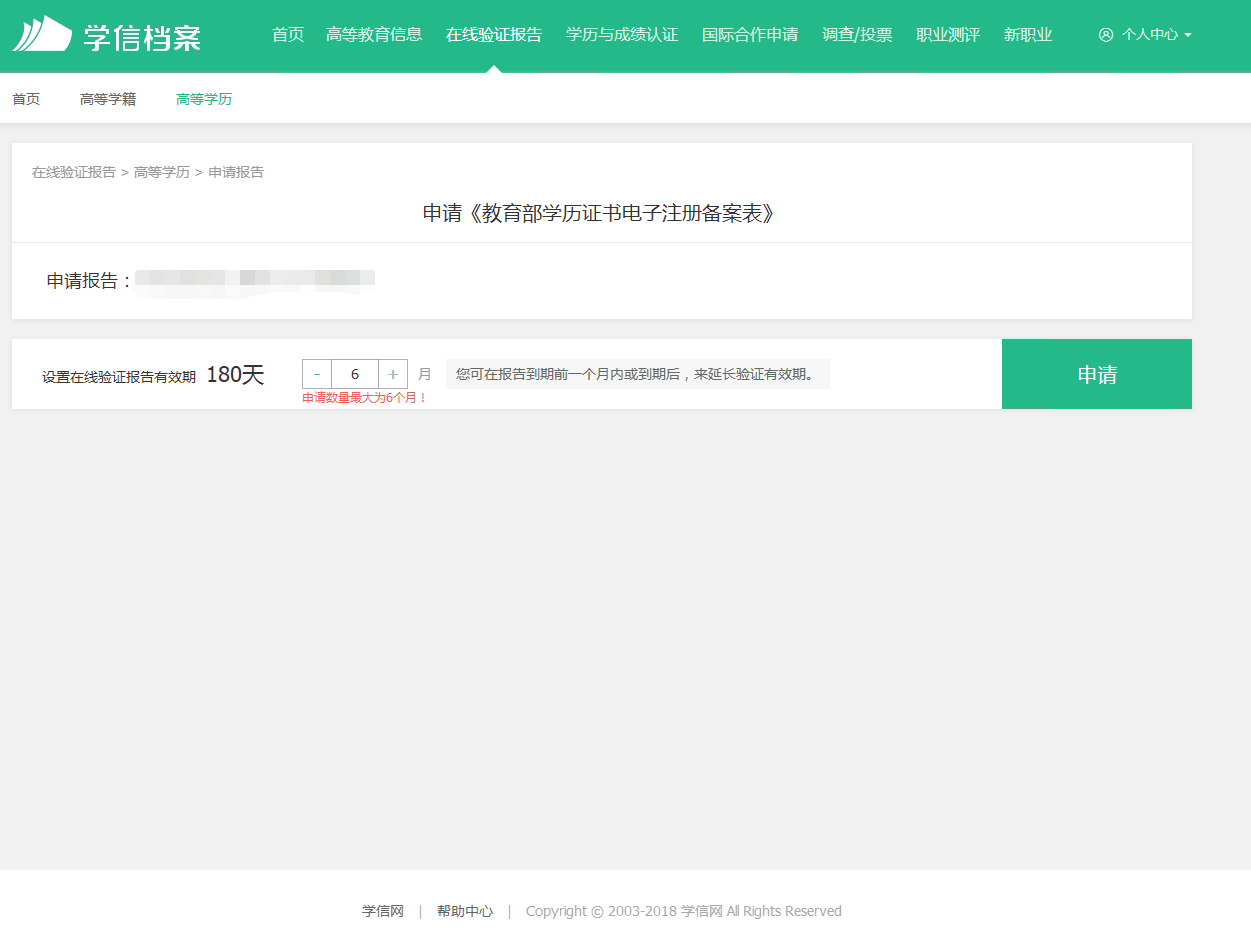 学信档案 首页 高等教育信息 在线验证报告 学历与成绩认证 国际合作申请 调查/投票 职业测评 新职业 个人中心
首页 高等学籍 高等学历
在线验证报告 > 高等学历 > 申请报告
申请《教育部学历证书电子注册备案表》
申请报告：
设置在线验证报告有效期 180天 - 6 + 月 您可在报告到期前一个月内或到期后，来延长验证有效期。 申请
申请数量最大为6个月！
学信网 | 帮助中心 | Copyright © 2003-2018 学信网 All Rights Reserved